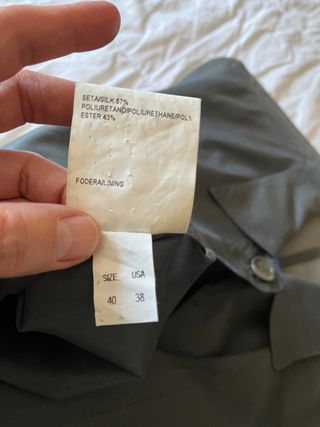 SETA/SILK 57%
POLIURETANO/POLIURETHANE/POLY
ESTER 43%
FODERA/LINING
SIZE USA
40 38